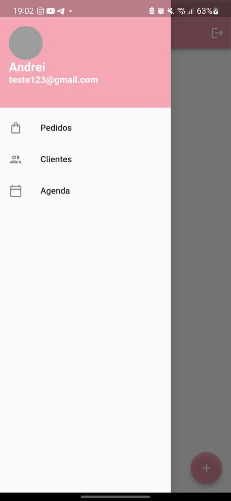 19:02
63%
Andrei
teste123@gmail.com
Pedidos
Clientes
Agenda